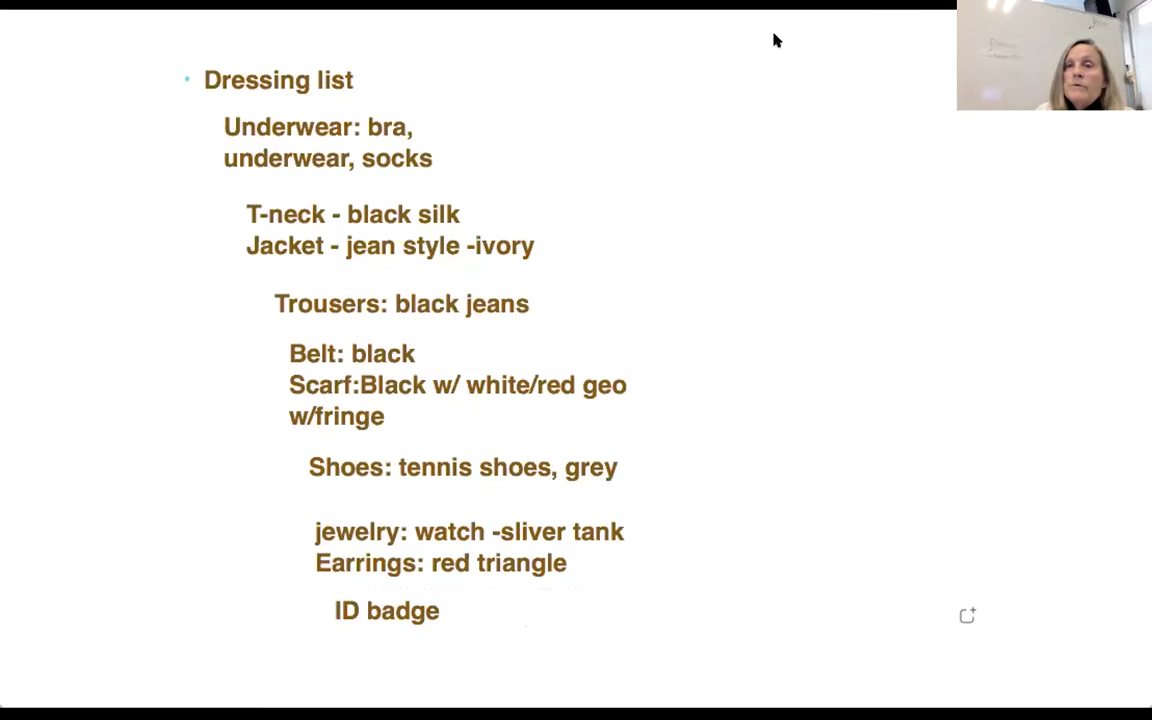 Dressing list
Underwear: bra,
underwear, socks
T-neck - black silk
Jacket - jean style -ivory
Trousers: black jeans
Belt: black
Scarf:Black w/ white/red geo
w/fringe
Shoes: tennis shoes, grey
jewelry: watch -sliver tank
Earrings: red triangle
ID badge